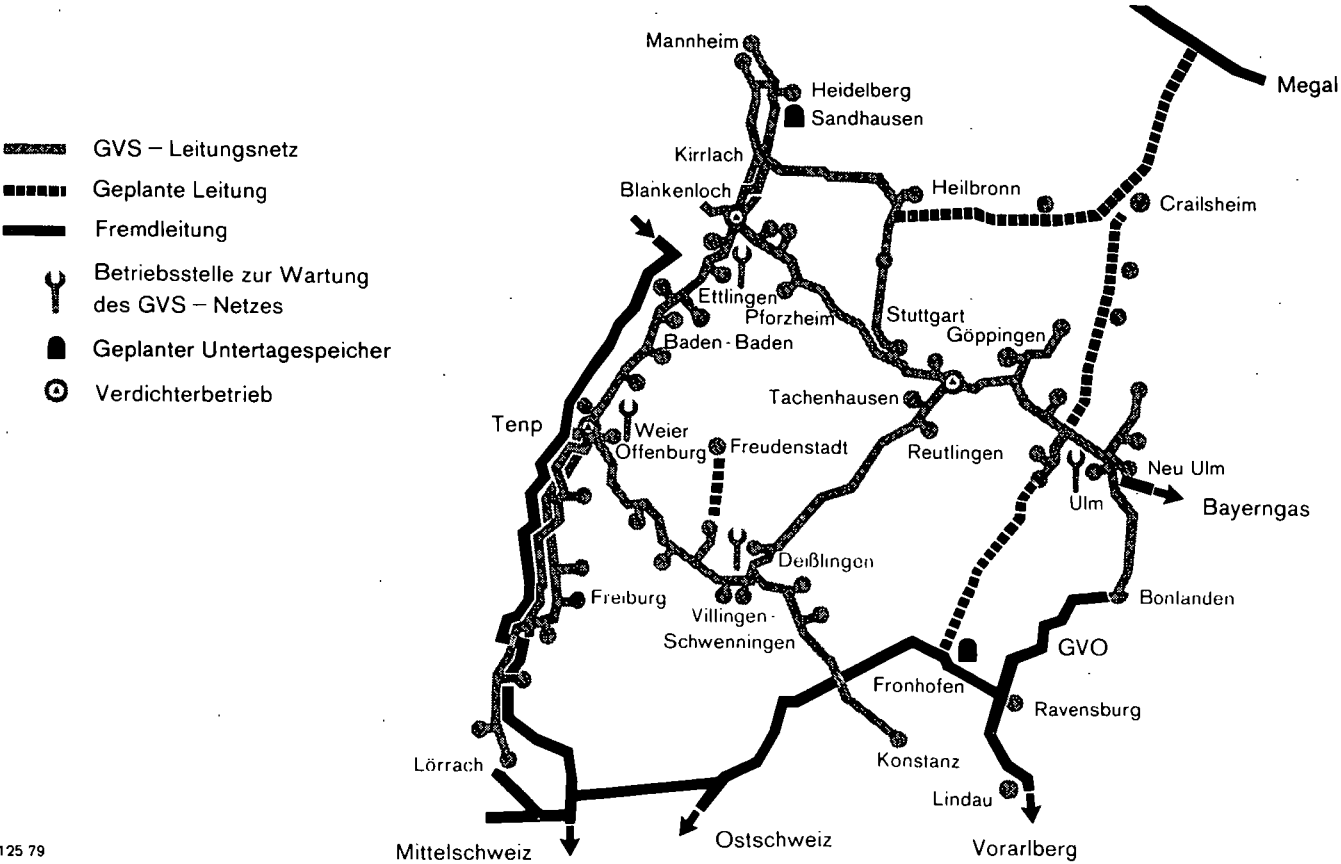 Mannheim
Megal
Heidelberg
Sandhausen
GVS – Leitungsnetz
Kirrlach
Geplante Leitung
Blankenloch
Heilbronn
Crailsheim
Fremdleitung
Betriebsstelle zur Wartung
des GVS – Netzes
Ettlingen
Pforzheim
Stuttgart
Göppingen
Geplanter Untertagespeicher
Baden-Baden
Verdichterbetrieb
Tachenhausen
Tenp
Weier
Offenburg
Freudenstadt
Reutlingen
Neu Ulm
Ulm
Bayerngas
Deißlingen
Freiburg
Bonlanden
Villingen-
Schwenningen
GVO
Fronhofen
Ravensburg
Konstanz
Lörrach
Lindau
Ostschweiz
Mittelschweiz
Vorarlberg
125 79